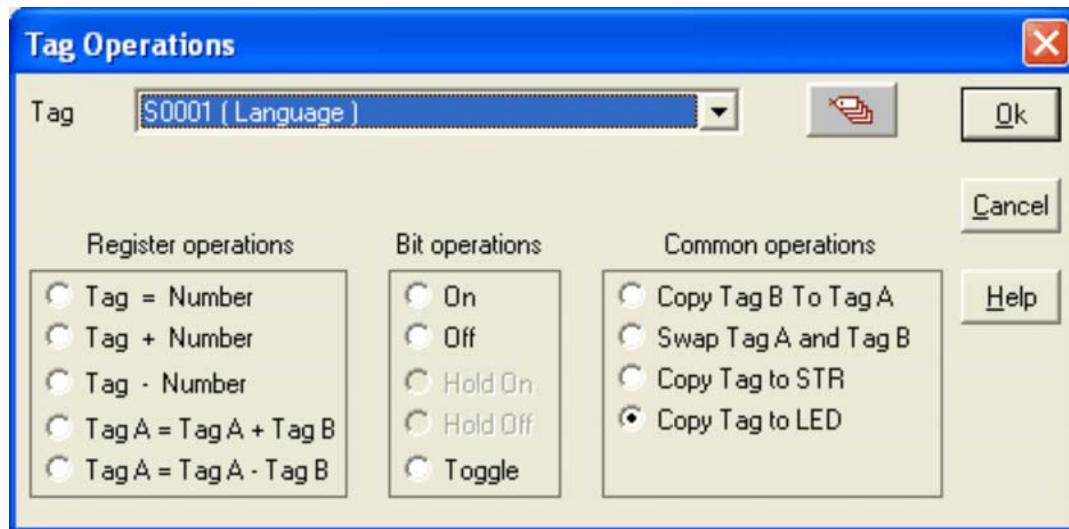 Tag Operations
Tag S0001 ( Language ) Ok
Cancel
Help
Register operations
Tag = Number
Tag + Number
Tag - Number
Tag A = Tag A + Tag B
Tag A = Tag A - Tag B
Bit operations
On
Off
Hold On
Hold Off
Toggle
Common operations
Copy Tag B To Tag A
Swap Tag A and Tag B
Copy Tag to STR
Copy Tag to LED